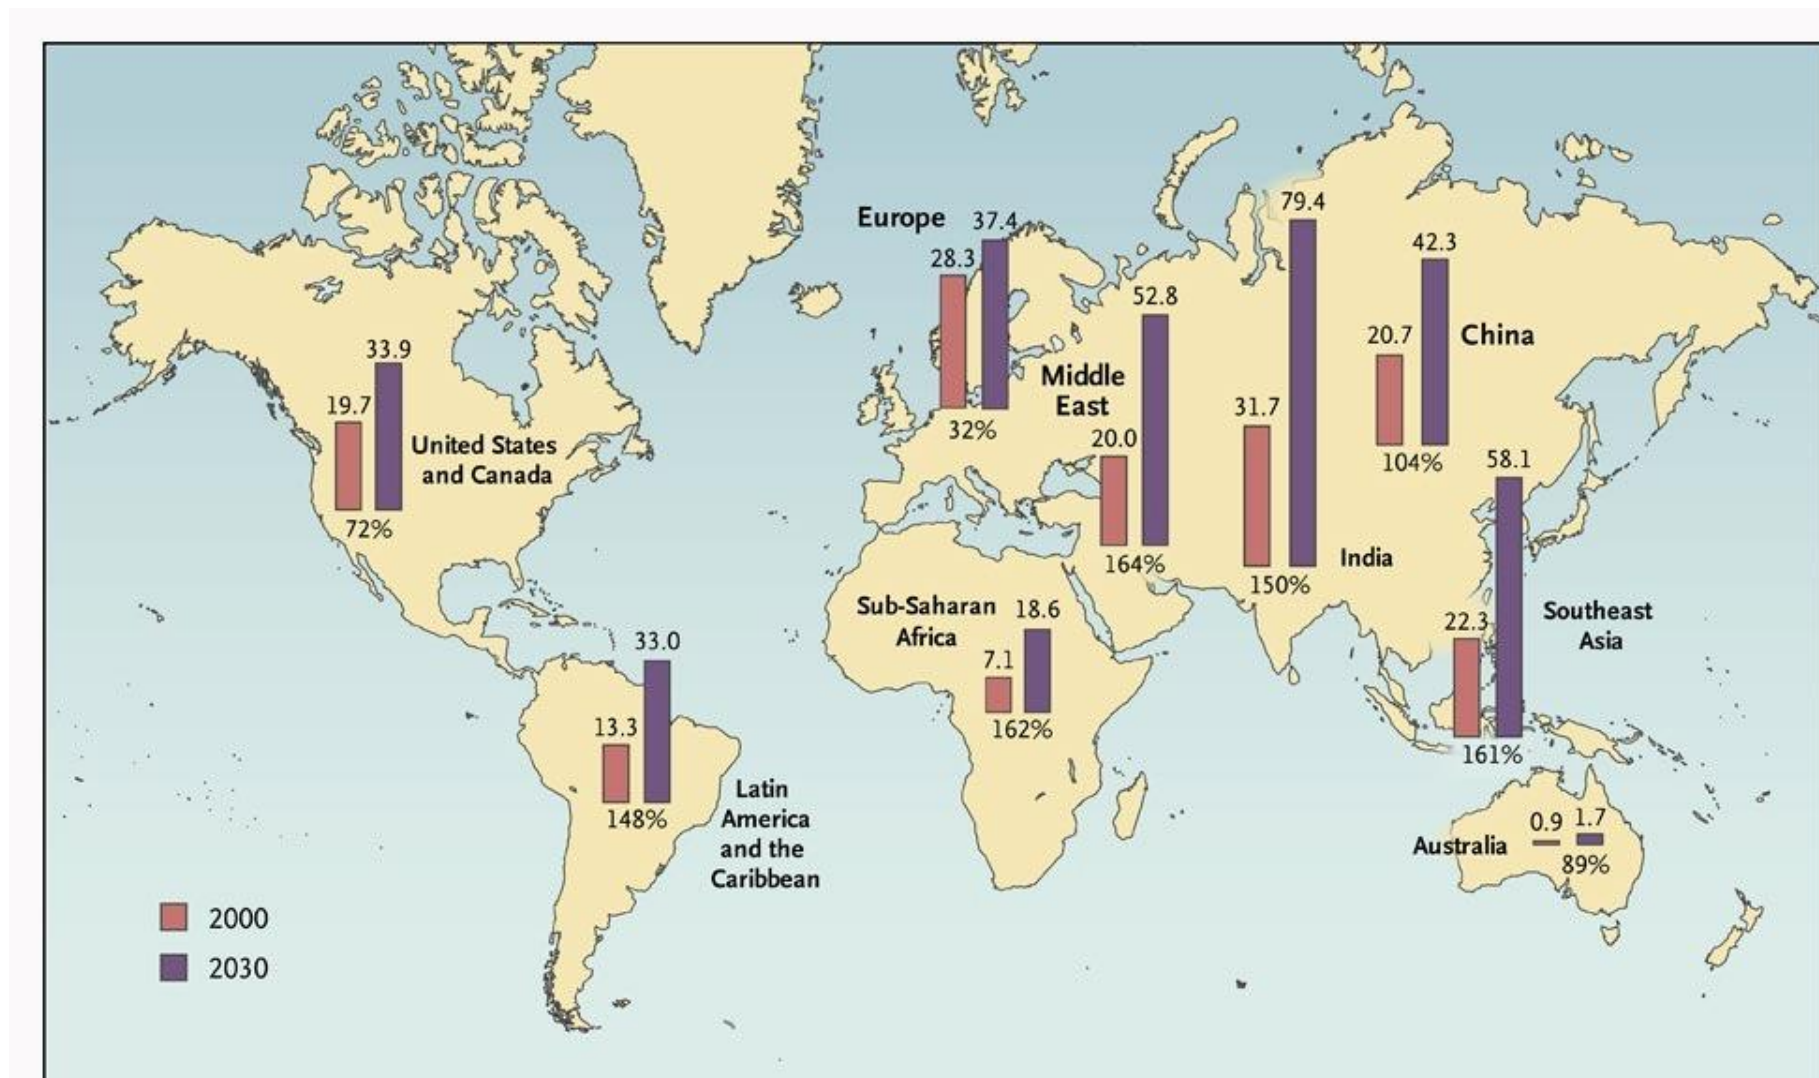 Europe
28.3
37.4
32%
79.4
31.7
150%
India
42.3
20.7
China
104%
52.8
Middle
East
20.0
164%
33.9
19.7
United States
and Canada
72%
58.1
22.3
Southeast
Asia
161%
Sub-Saharan
Africa
18.6
7.1
162%
33.0
13.3
148%
Latin
America
and the
Caribbean
Australia
0.9
1.7
89%
2000
2030